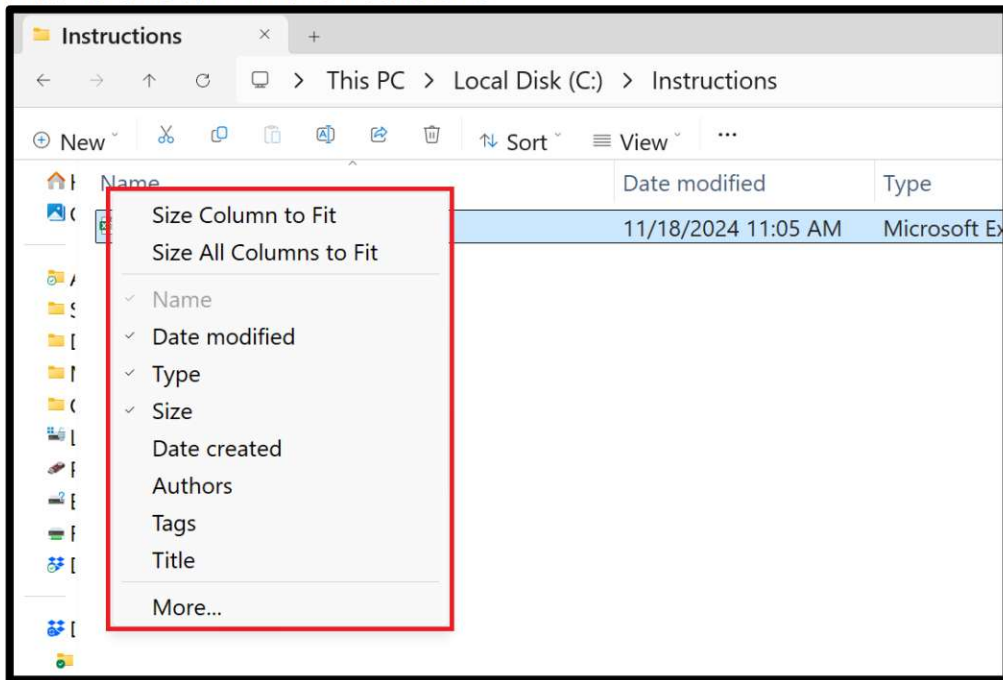 Instructions
This PC > Local Disk (C:) > Instructions
New Sort View ...
Name Date modified Type
11/18/2024 11:05 AM Microsoft
Size Column to Fit
Size All Columns to Fit
Name
Date modified
Type
Size
Date created
Authors
Tags
Title
More...